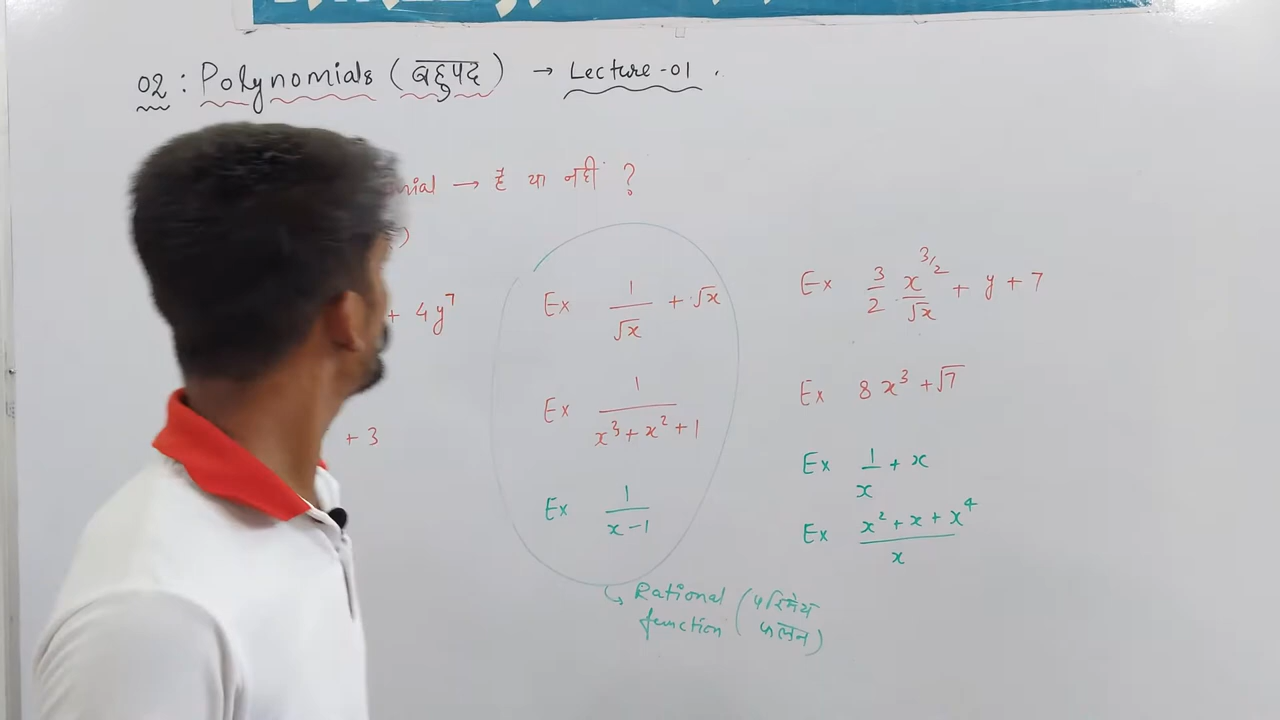 02 : Polynomials (बहुपद) → Lecture-01 .
nial → है या नही ?
)
+ 4y⁷
+ 3
Ex 1/√x + √x
Ex 1/(x³ + x² + 1)
Ex 1/(x-1)
↳ Rational function (परिमेय फलन)
Ex 3/2 x^(3/2)/√x + y + 7
Ex 8x³ + √7
Ex 1/x + x
Ex (x² + x + x⁴)/x